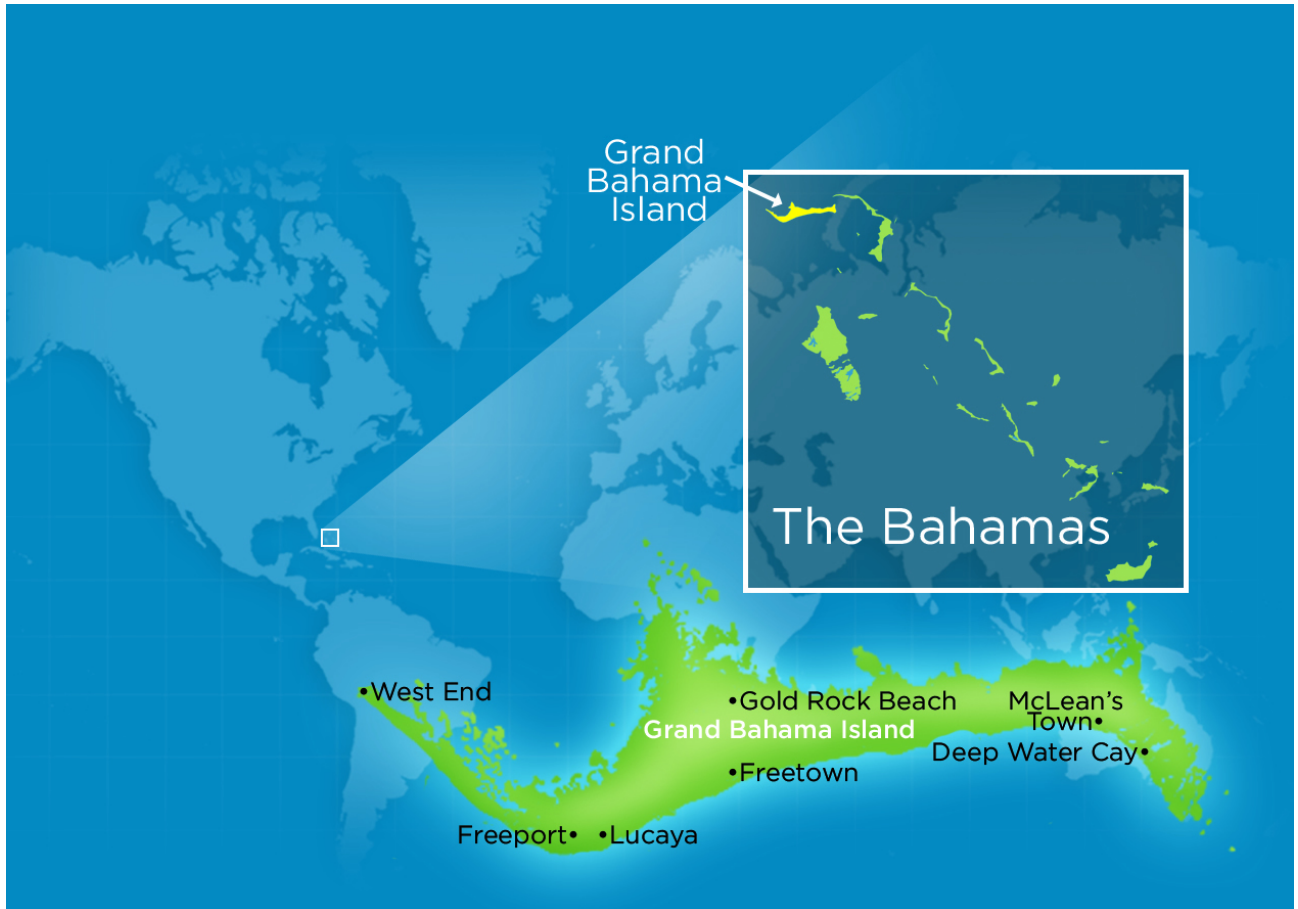 Grand
Bahama
Island
The Bahamas
•West End
•Gold Rock Beach
McLean’s
Town•
Grand Bahama Island
Deep Water Cay•
•Freetown
Freeport•
•Lucaya